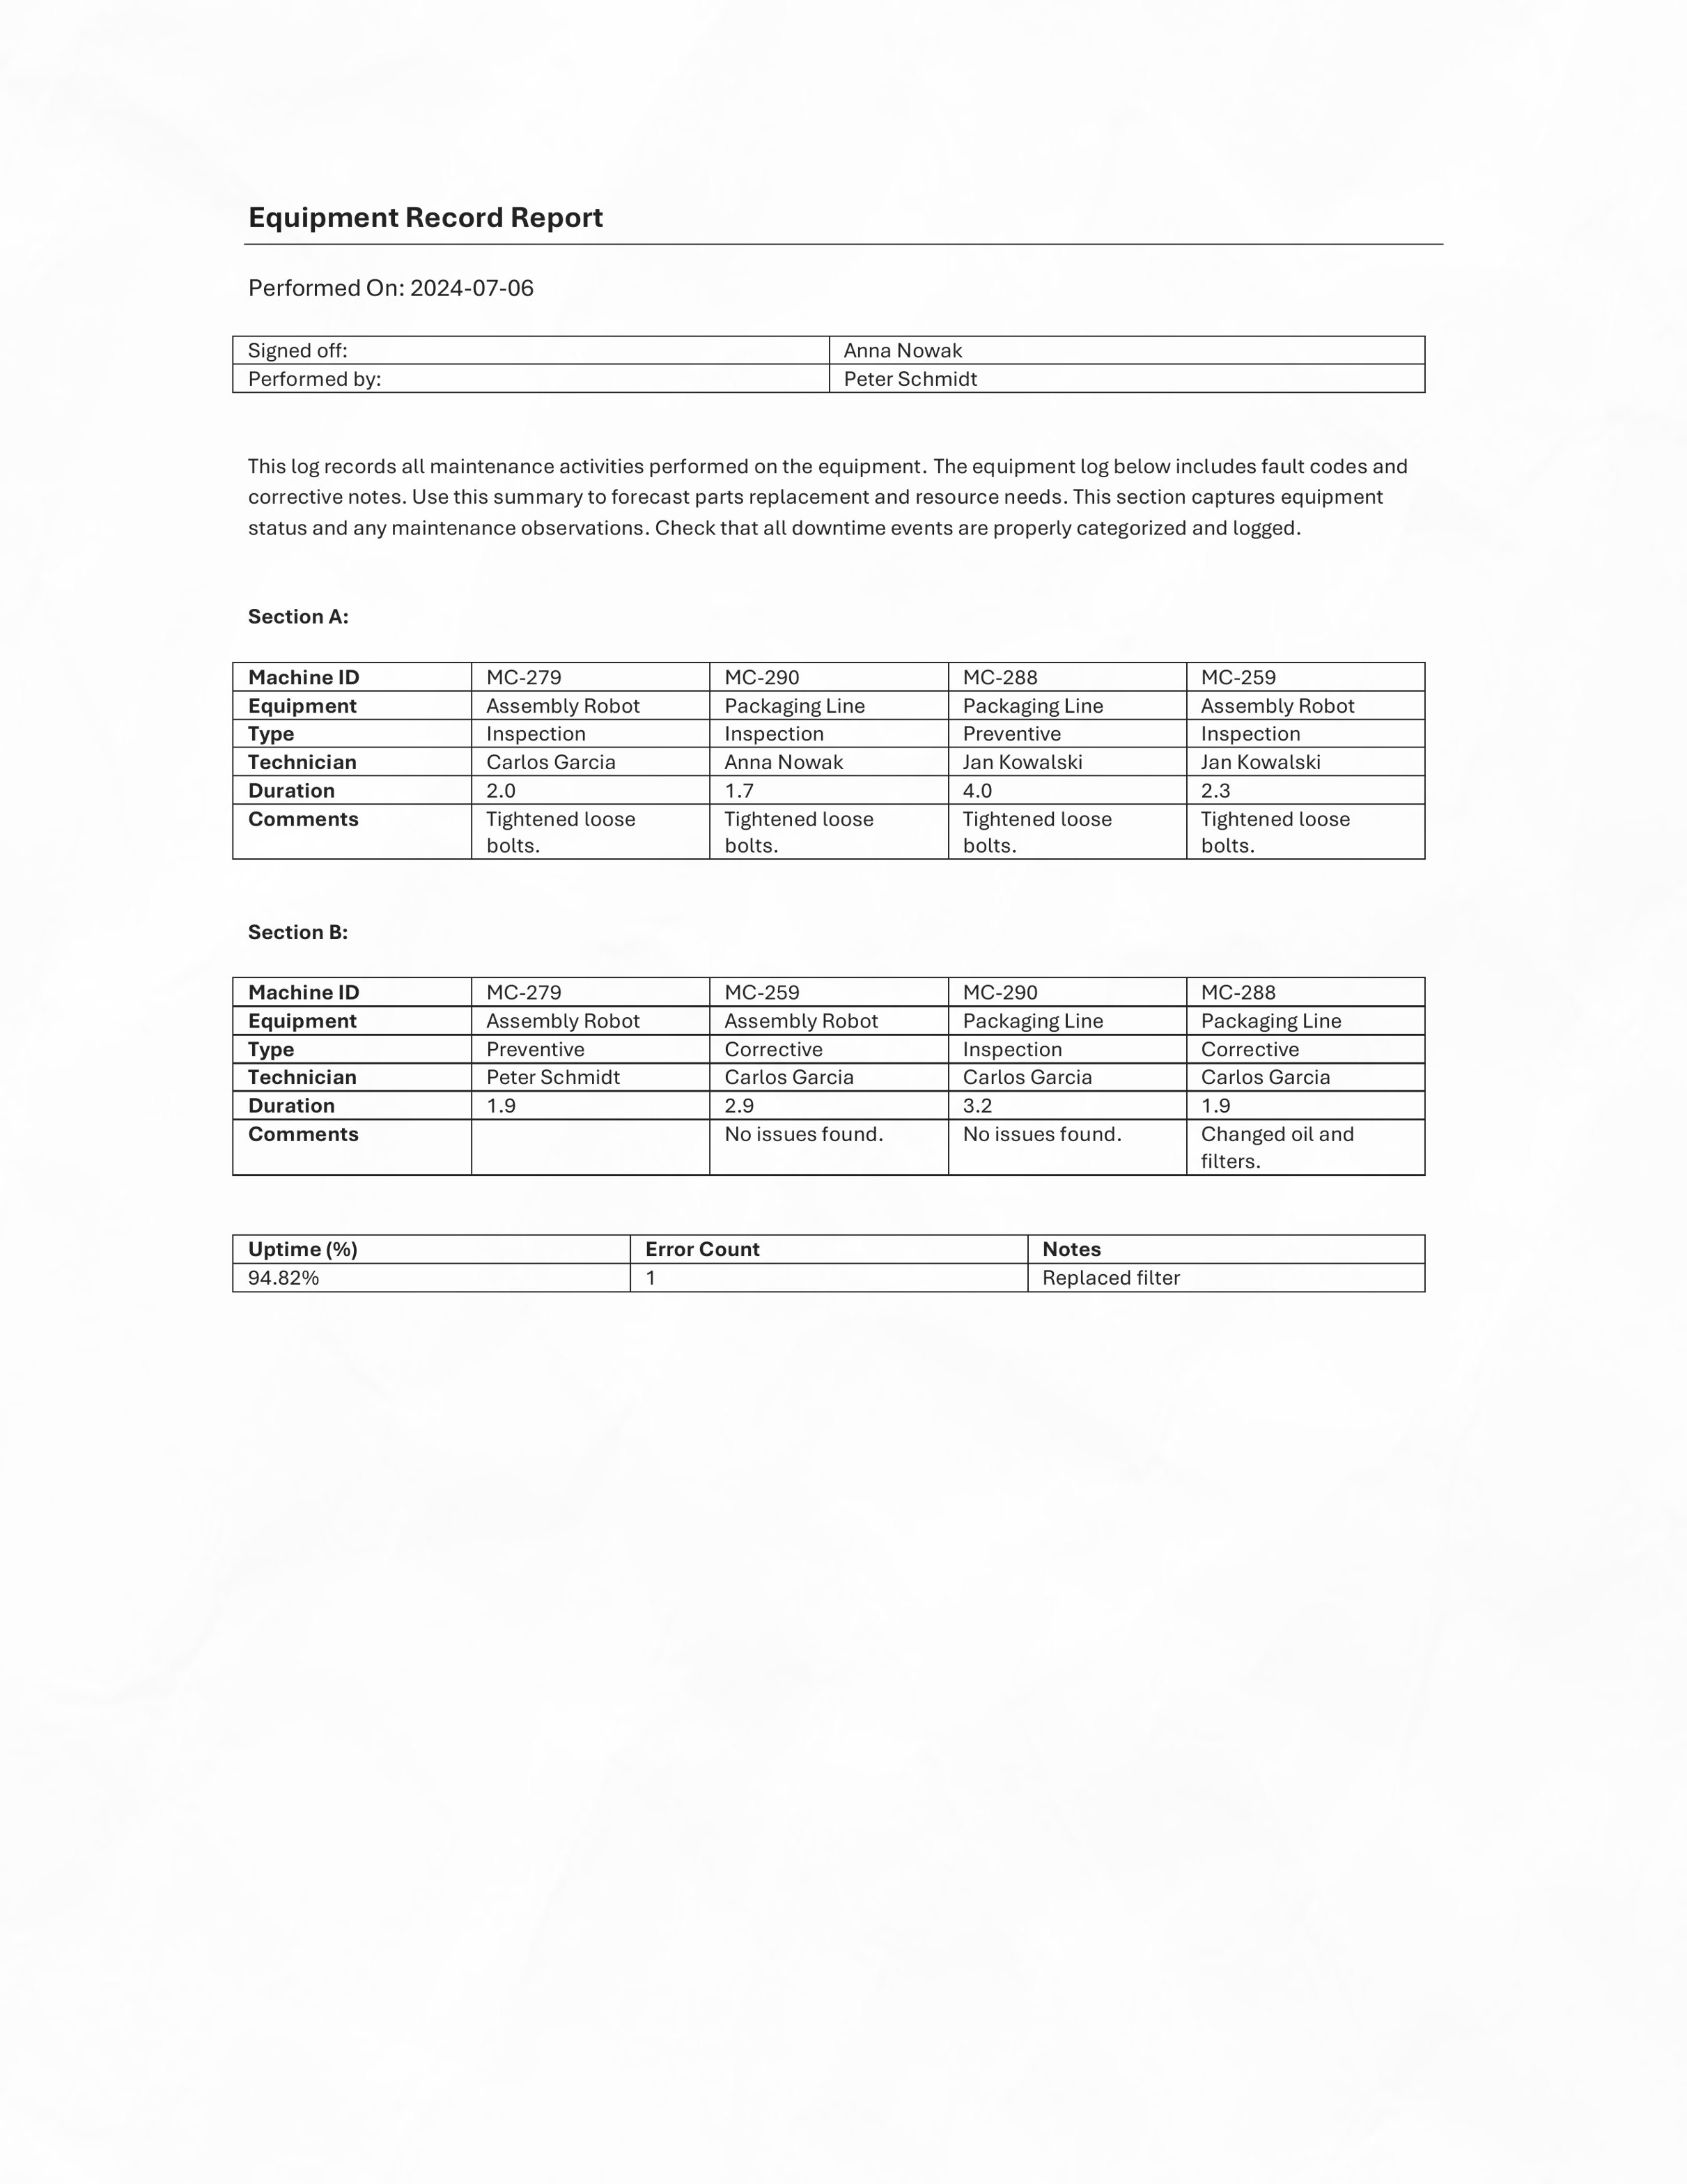 Equipment Record Report
Performed On: 2024-07-06
Signed off: Anna Nowak
Performed by: Peter Schmidt
This log records all maintenance activities performed on the equipment. The equipment log below includes fault codes and
corrective notes. Use this summary to forecast parts replacement and resource needs. This section captures equipment
status and any maintenance observations. Check that all downtime events are properly categorized and logged.
Section A:
Machine ID MC-279 MC-290 MC-288 MC-259
Equipment Assembly Robot Packaging Line Packaging Line Assembly Robot
Type Inspection Inspection Preventive Inspection
Technician Carlos Garcia Anna Nowak Jan Kowalski Jan Kowalski
Duration 2.0 1.7 4.0 2.3
Comments Tightened loose Tightened loose Tightened loose Tightened loose
bolts. bolts. bolts. bolts.
Section B:
Machine ID MC-279 MC-259 MC-290 MC-288
Equipment Assembly Robot Assembly Robot Packaging Line Packaging Line
Type Preventive Corrective Inspection Corrective
Technician Peter Schmidt Carlos Garcia Carlos Garcia Carlos Garcia
Duration 1.9 2.9 3.2 1.9
Comments No issues found. No issues found. Changed oil and
filters.
Uptime (%) Error Count Notes
94.82% 1 Replaced filter